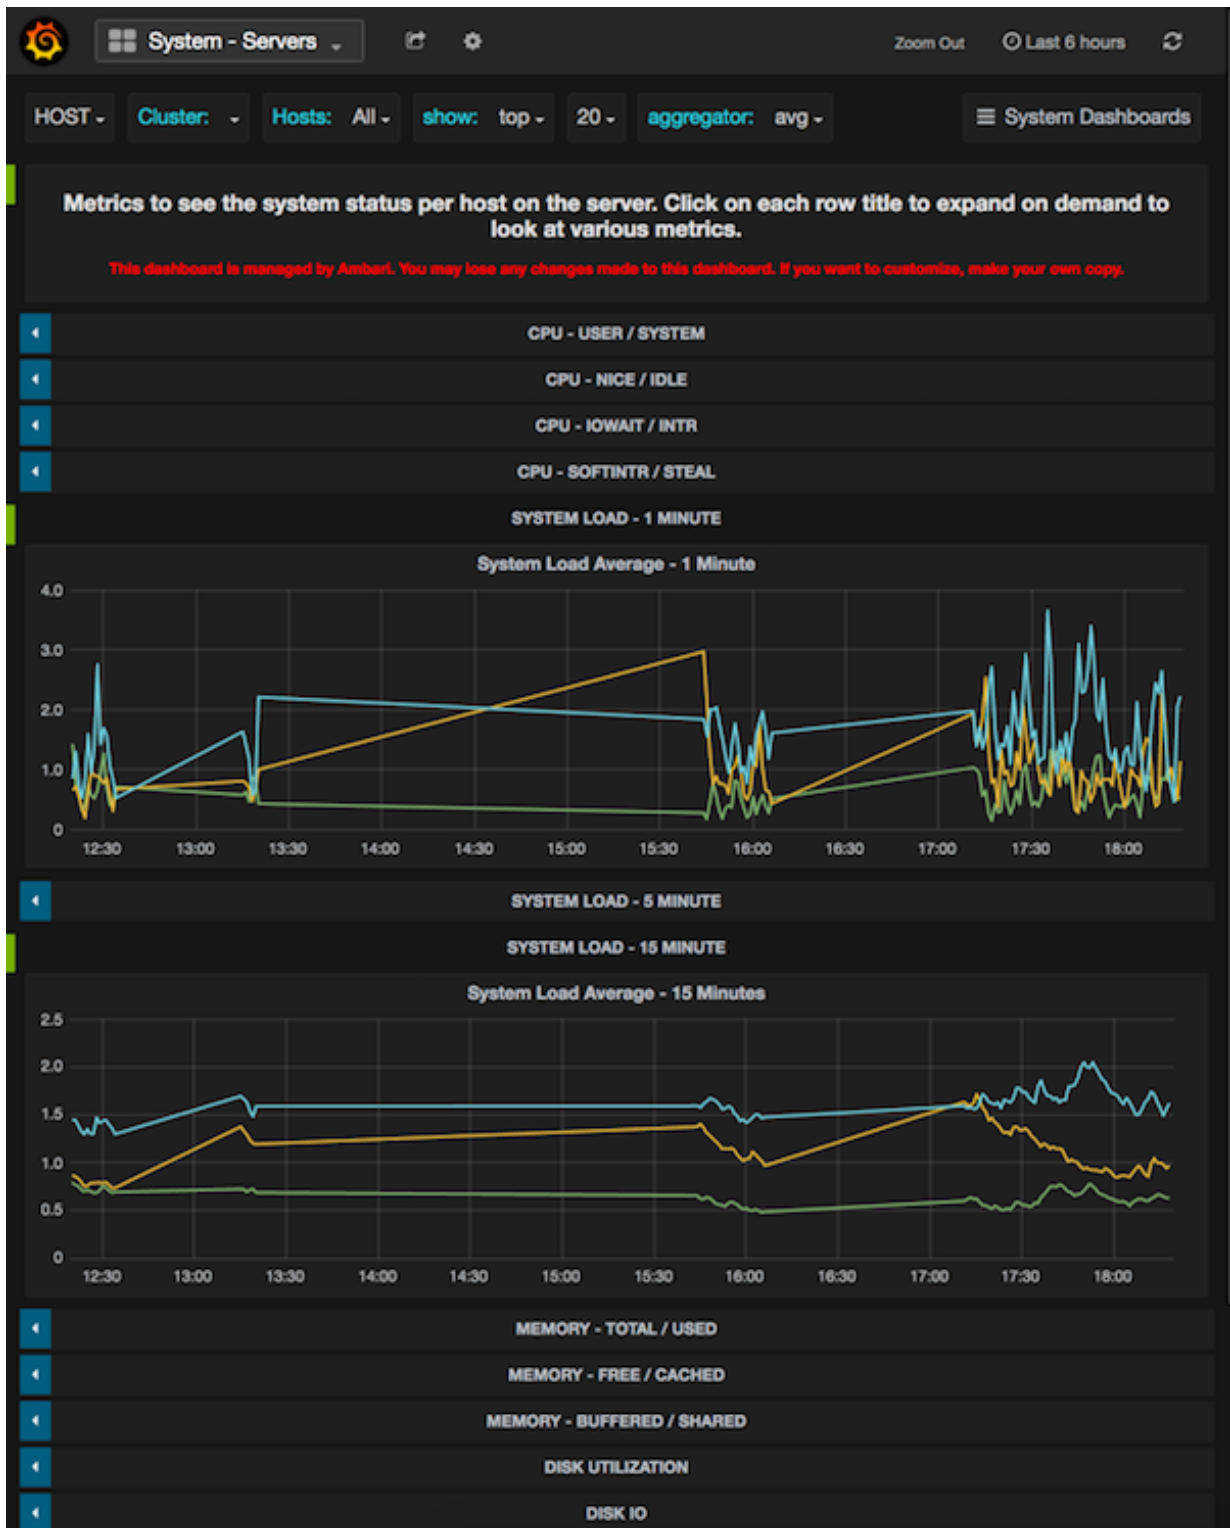 System - Servers
Zoom Out Last 6 hours
HOST Cluster: Hosts: All show: top 20 aggregator: avg System Dashboards
Metrics to see the system status per host on the server. Click on each row title to expand on demand to
look at various metrics.
This dashboard is managed by Ambari. You may lose any changes made to this dashboard. If you want to customize, make your own copy.
CPU - USER / SYSTEM
CPU - NICE / IDLE
CPU - IOWAIT / INTR
CPU - SOFTINTR / STEAL
SYSTEM LOAD - 1 MINUTE
System Load Average - 1 Minute
4.0
3.0
2.0
1.0
0
12:30 13:00 13:30 14:00 14:30 15:00 15:30 16:00 16:30 17:00 17:30 18:00
SYSTEM LOAD - 5 MINUTE
SYSTEM LOAD - 15 MINUTE
System Load Average - 15 Minutes
2.5
2.0
1.5
1.0
0.5
0
12:30 13:00 13:30 14:00 14:30 15:00 15:30 16:00 16:30 17:00 17:30 18:00
MEMORY - TOTAL / USED
MEMORY - FREE / CACHED
MEMORY - BUFFERED / SHARED
DISK UTILIZATION
DISK IO